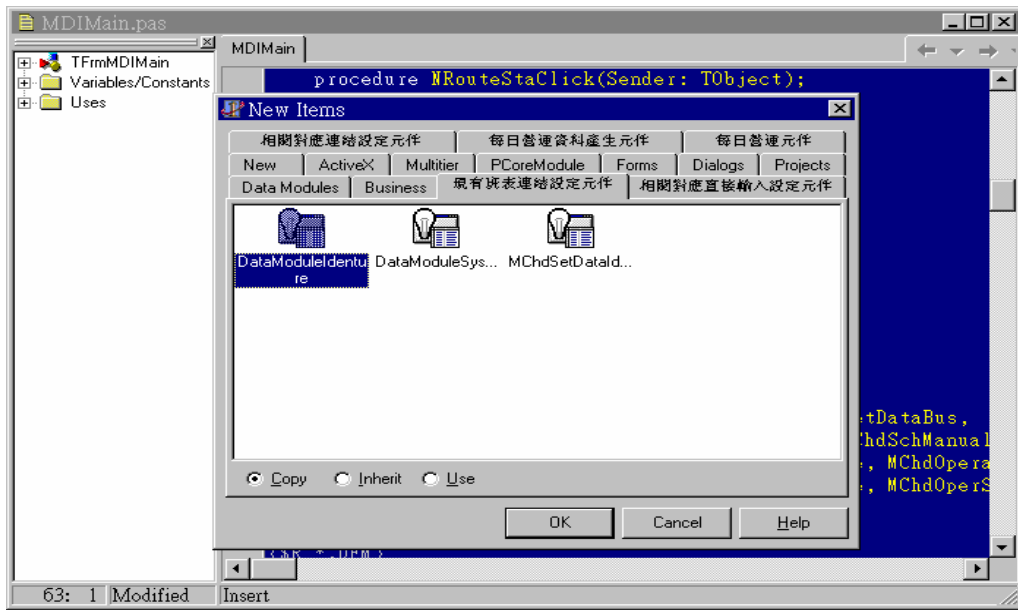 MDIMain.pas
TFrmMDIMain
Variables/Constants
Uses
MDIMain
procedure NRouteStaClick(Sender: TObject);
New Items
相關對應連結設定元件 每日營運資料產生元件 每日營運元件
New ActiveX Multitier PCoreModule Forms Dialogs Projects
Data Modules Business 現有班表連結設定元件 相關對應直接輸入設定元件
DataModuleIdentu
re
DataModuleSys...
MChdSetDataId...
tDataBus,
hdSchManual
, MChdOpera
, MChdOperS
Copy Inherit Use
OK Cancel Help
{$R *.DFM}
63: 1 Modified Insert